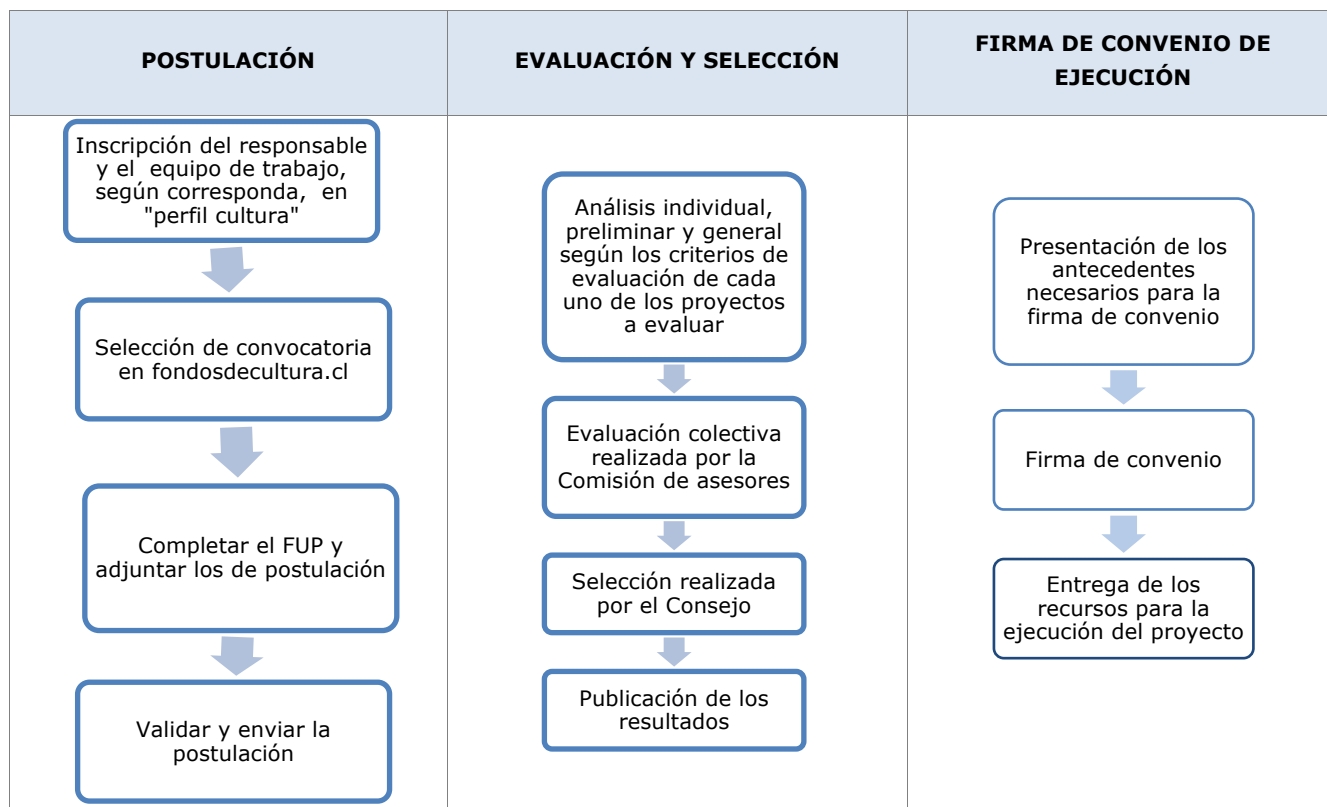 POSTULACIÓN
Inscripción del responsable
y el equipo de trabajo,
según corresponda, en
"perfil cultura"
Selección de convocatoria
en fondosdecultura.cl
Completar el FUP y
adjuntar los de postulación
Validar y enviar la
postulación
EVALUACIÓN Y SELECCIÓN
Análisis individual,
preliminar y general
según los criterios de
evaluación de cada
uno de los proyectos
a evaluar
Evaluación colectiva
realizada por la
Comisión de asesores
Selección realizada
por el Consejo
Publicación de los
resultados
FIRMA DE CONVENIO DE
EJECUCIÓN
Presentación de los
antecedentes
necesarios para la
firma de convenio
Firma de convenio
Entrega de los
recursos para la
ejecución del proyecto